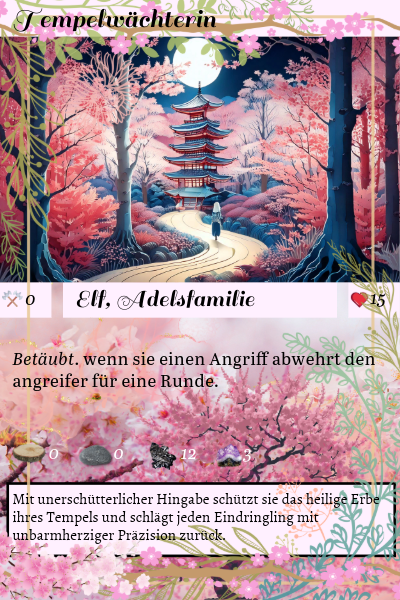 Tempelwächterin
0
Elf, Adelsfamilie
15
Betäubt. wenn sie einen Angriff abwehrt den
angreifer für eine Runde.
0 0 12 3
Mit unerschütterlicher Hingabe schützt sie das heilige Erbe
ihres Tempels und schlägt jeden Eindringling mit
unbarmherziger Präzision zurück.